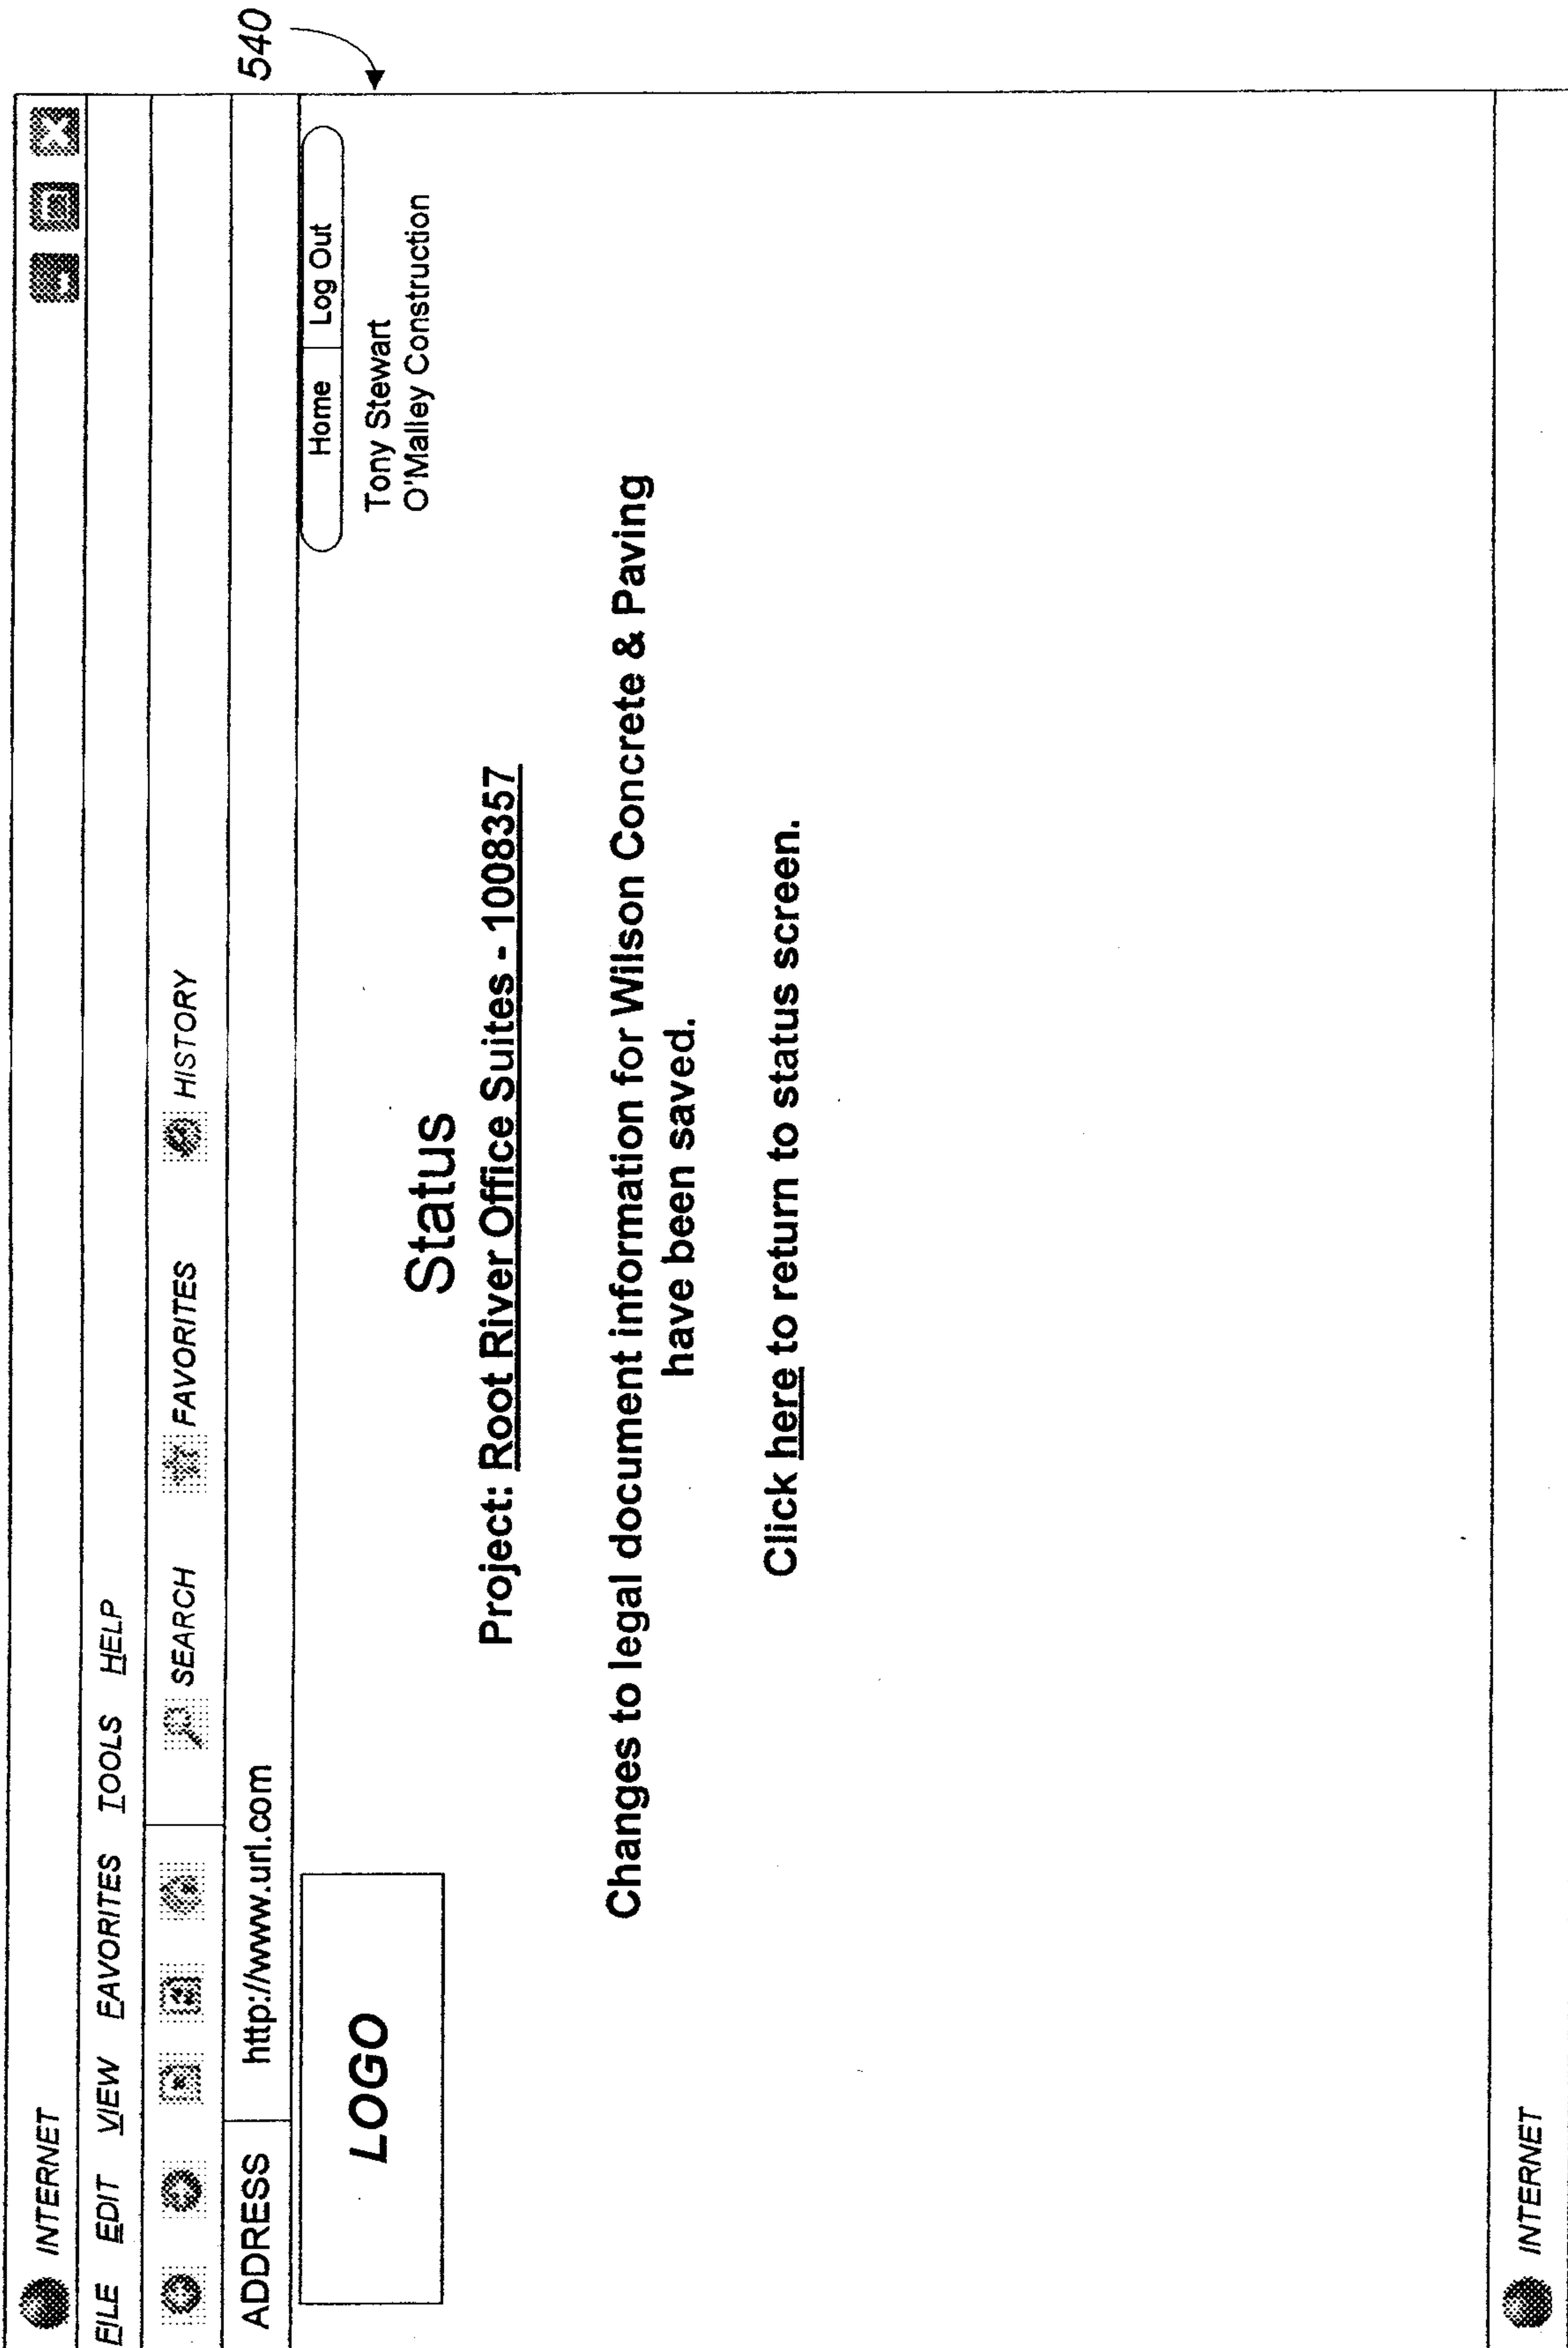 540
INTERNET
FILE EDIT VIEW FAVORITES TOOLS HELP
SEARCH FAVORITES HISTORY
ADDRESS http://www.url.com
LOGO
Home Log Out
Tony Stewart
O'Malley Construction
Status
Project: Root River Office Suites - 1008357
Changes to legal document information for Wilson Concrete & Paving
have been saved.
Click here to return to status screen.
INTERNET